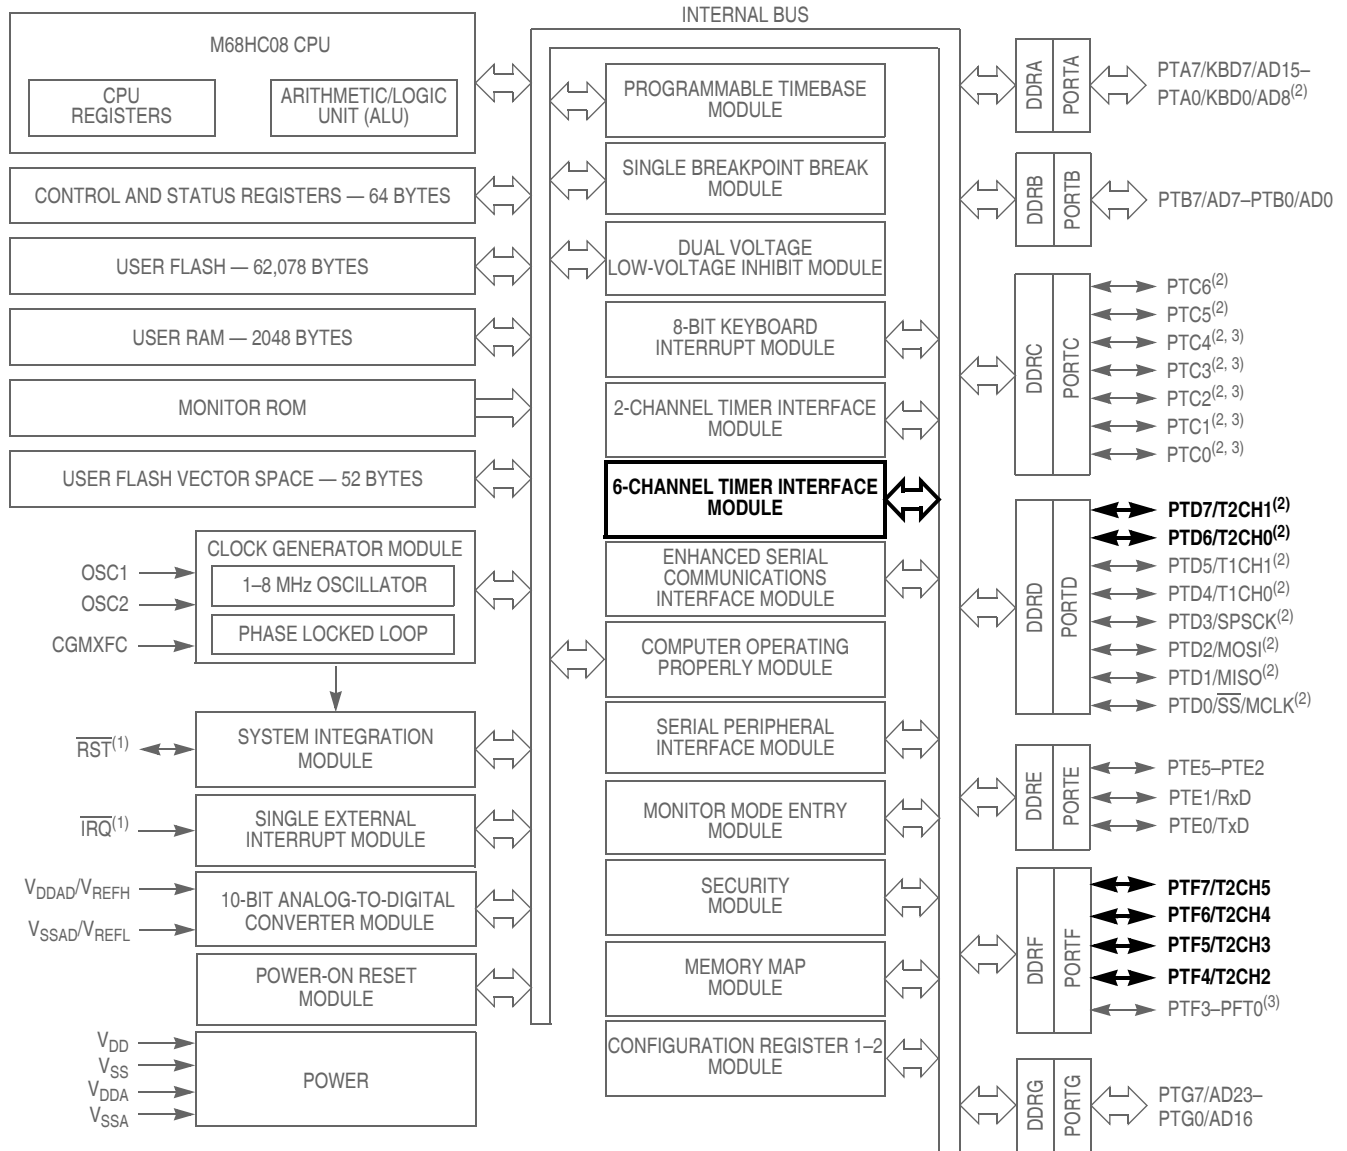 INTERNAL BUS
M68HC08 CPU
CPU
REGISTERS
ARITHMETIC/LOGIC
UNIT (ALU)
CONTROL AND STATUS REGISTERS — 64 BYTES
USER FLASH — 62,078 BYTES
USER RAM — 2048 BYTES
MONITOR ROM
USER FLASH VECTOR SPACE — 52 BYTES
CLOCK GENERATOR MODULE
1–8 MHz OSCILLATOR
PHASE LOCKED LOOP
OSC1
OSC2
CGMXFC
SYSTEM INTEGRATION
MODULE
RST(1)
SINGLE EXTERNAL
INTERRUPT MODULE
IRQ(1)
10-BIT ANALOG-TO-DIGITAL
CONVERTER MODULE
VDDAD/VREFH
VSSAD/VREFL
POWER-ON RESET
MODULE
POWER
VDD
VSS
VDDA
VSSA
PROGRAMMABLE TIMEBASE
MODULE
SINGLE BREAKPOINT BREAK
MODULE
DUAL VOLTAGE
LOW-VOLTAGE INHIBIT MODULE
8-BIT KEYBOARD
INTERRUPT MODULE
2-CHANNEL TIMER INTERFACE
MODULE
6-CHANNEL TIMER INTERFACE
MODULE
ENHANCED SERIAL
COMMUNICATIONS
INTERFACE MODULE
COMPUTER OPERATING
PROPERLY MODULE
SERIAL PERIPHERAL
INTERFACE MODULE
MONITOR MODE ENTRY
MODULE
SECURITY
MODULE
MEMORY MAP
MODULE
CONFIGURATION REGISTER 1–2
MODULE
DDRA
PORTA
PTA7/KBD7/AD15–
PTA0/KBD0/AD8(2)
DDRB
PORTB
PTB7/AD7–PTB0/AD0
DDRC
PORTC
PTC6(2)
PTC5(2)
PTC4(2, 3)
PTC3(2, 3)
PTC2(2, 3)
PTC1(2, 3)
PTC0(2, 3)
DDRD
PORTD
PTD7/T2CH1(2)
PTD6/T2CH0(2)
PTD5/T1CH1(2)
PTD4/T1CH0(2)
PTD3/SPSCK(2)
PTD2/MOSI(2)
PTD1/MISO(2)
PTD0/SS/MCLK(2)
DDRE
PORTE
PTE5–PTE2
PTE1/RxD
PTE0/TxD
DDRF
PORTF
PTF7/T2CH5
PTF6/T2CH4
PTF5/T2CH3
PTF4/T2CH2
PTF3–PFT0(3)
DDRG
PORTG
PTG7/AD23–
PTG0/AD16